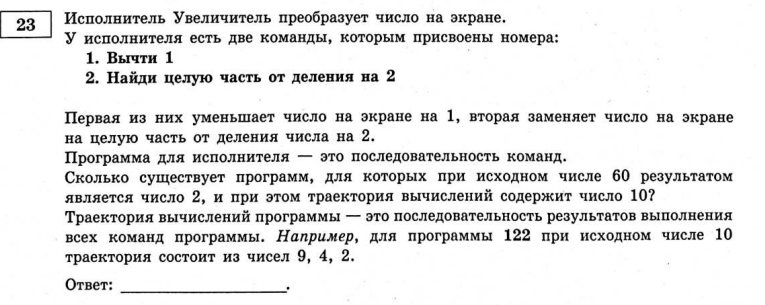 23
Исполнитель Увеличитель преобразует число на экране.
У исполнителя есть две команды, которым присвоены номера:
1. Вычти 1
2. Найди целую часть от деления на 2
Первая из них уменьшает число на экране на 1, вторая заменяет число на экране
на целую часть от деления числа на 2.
Программа для исполнителя — это последовательность команд.
Сколько существует программ, для которых при исходном числе 60 результатом
является число 2, и при этом траектория вычислений содержит число 10?
Траектория вычислений программы — это последовательность результатов выполнения
всех команд программы. Например, для программы 122 при исходном числе 10
траектория состоит из чисел 9, 4, 2.
Ответ: ____________________.